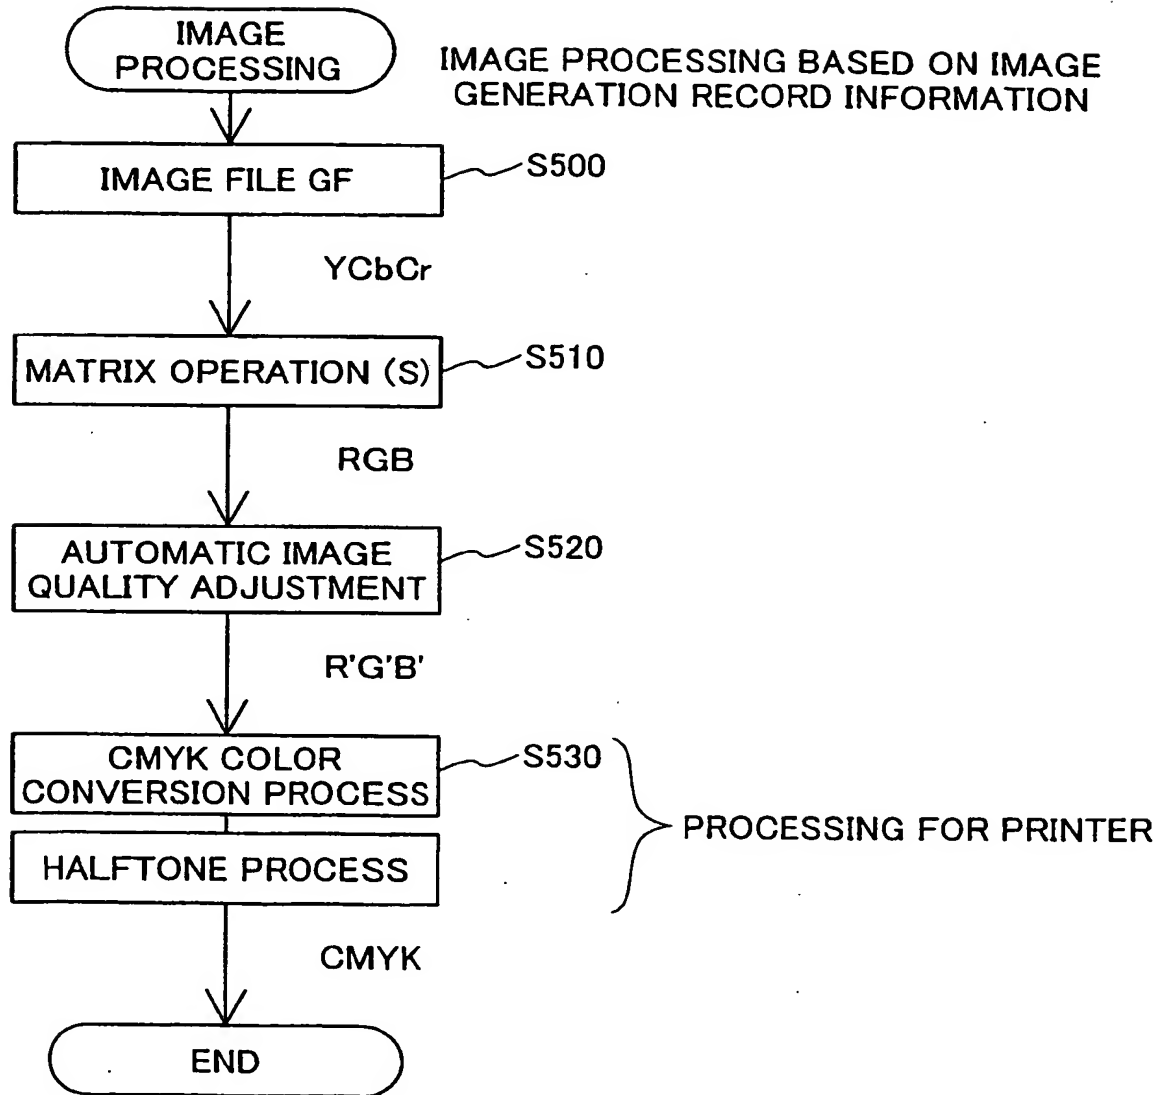 IMAGE
PROCESSING
IMAGE PROCESSING BASED ON IMAGE
GENERATION RECORD INFORMATION
IMAGE FILE GF
S500
YCbCr
MATRIX OPERATION (S)
S510
RGB
AUTOMATIC IMAGE
QUALITY ADJUSTMENT
S520
R'G'B'
CMYK COLOR
CONVERSION PROCESS
S530
HALFTONE PROCESS
PROCESSING FOR PRINTER
CMYK
END